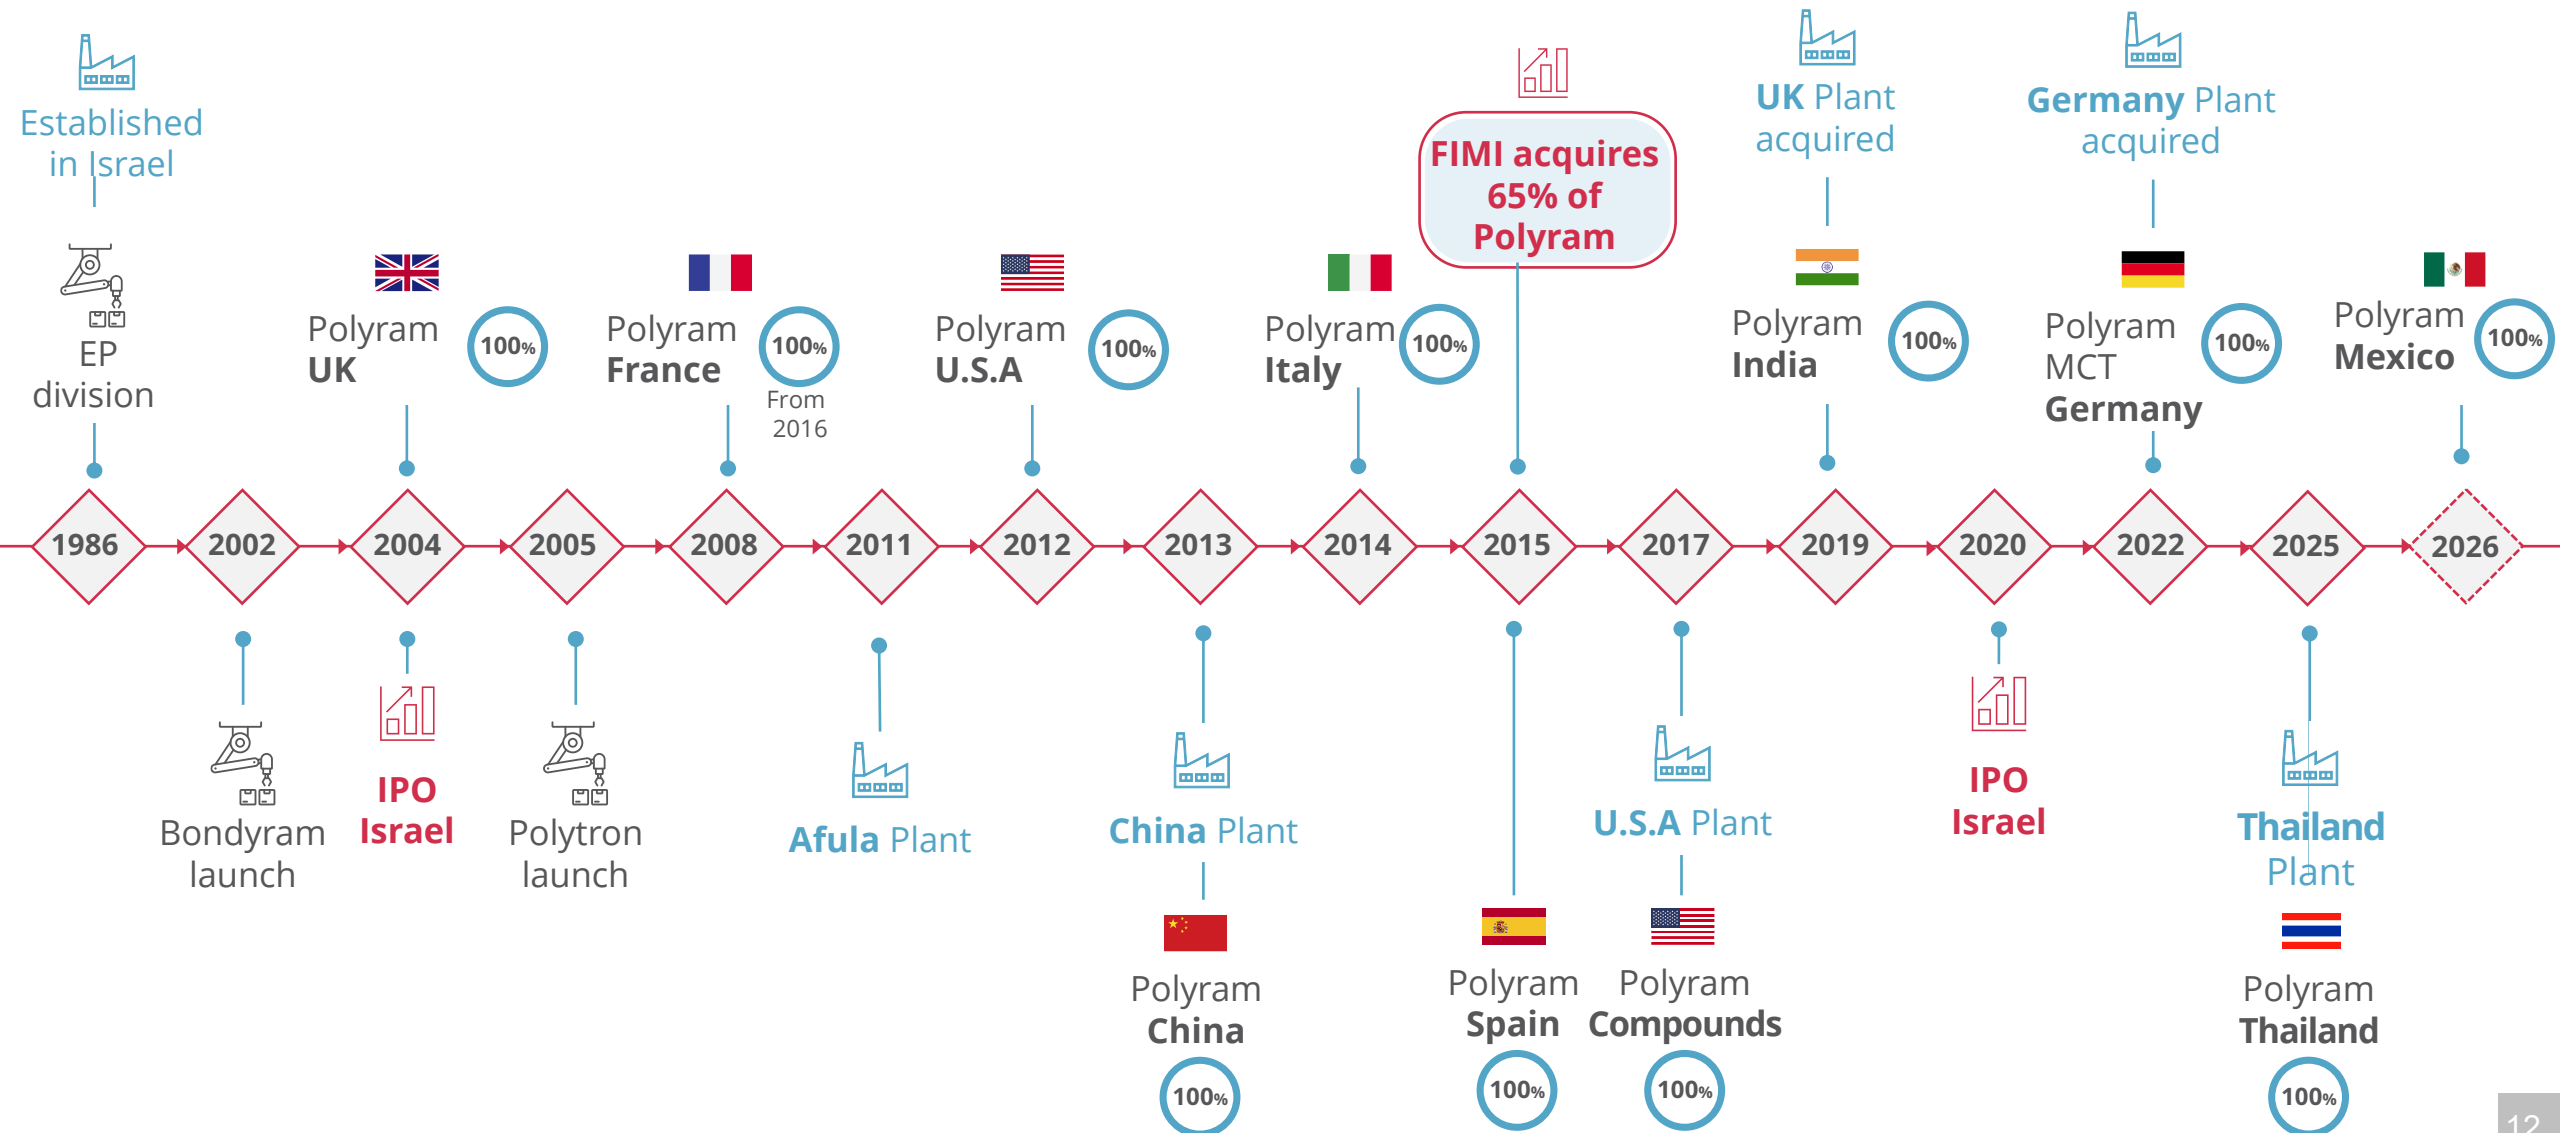 Established
in Israel
EP
division
Polyram
UK
100%
Polyram
France
100%
From
2016
Polyram
U.S.A
100%
Polyram
Italy
100%
FIMI acquires
65% of
Polyram
UK Plant
acquired
Polyram
India
100%
Germany Plant
acquired
Polyram
MCT
Germany
100%
Polyram
Mexico
100%
1986
2002
2004
2005
2008
2011
2012
2013
2014
2015
2017
2019
2020
2022
2025
2026
Bondyram
launch
IPO
Israel
Polytron
launch
Afula Plant
China Plant
Polyram
China
100%
Polyram
Spain
100%
U.S.A Plant
Polyram
Compounds
100%
IPO
Israel
Thailand
Plant
Polyram
Thailand
100%
12